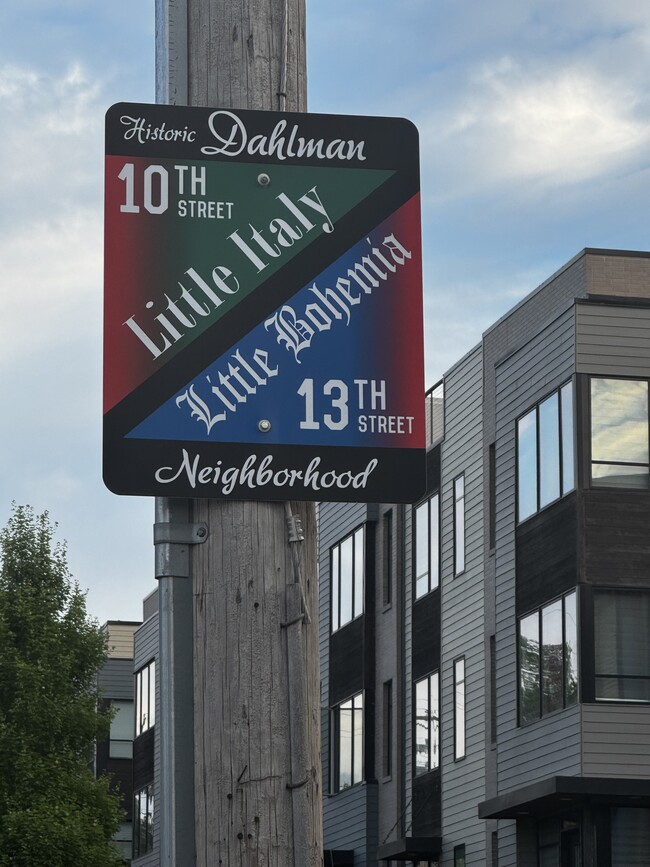 Historic Dahlman
10TH STREET
Little Italy
Little Bohemia
13TH STREET
Neighborhood